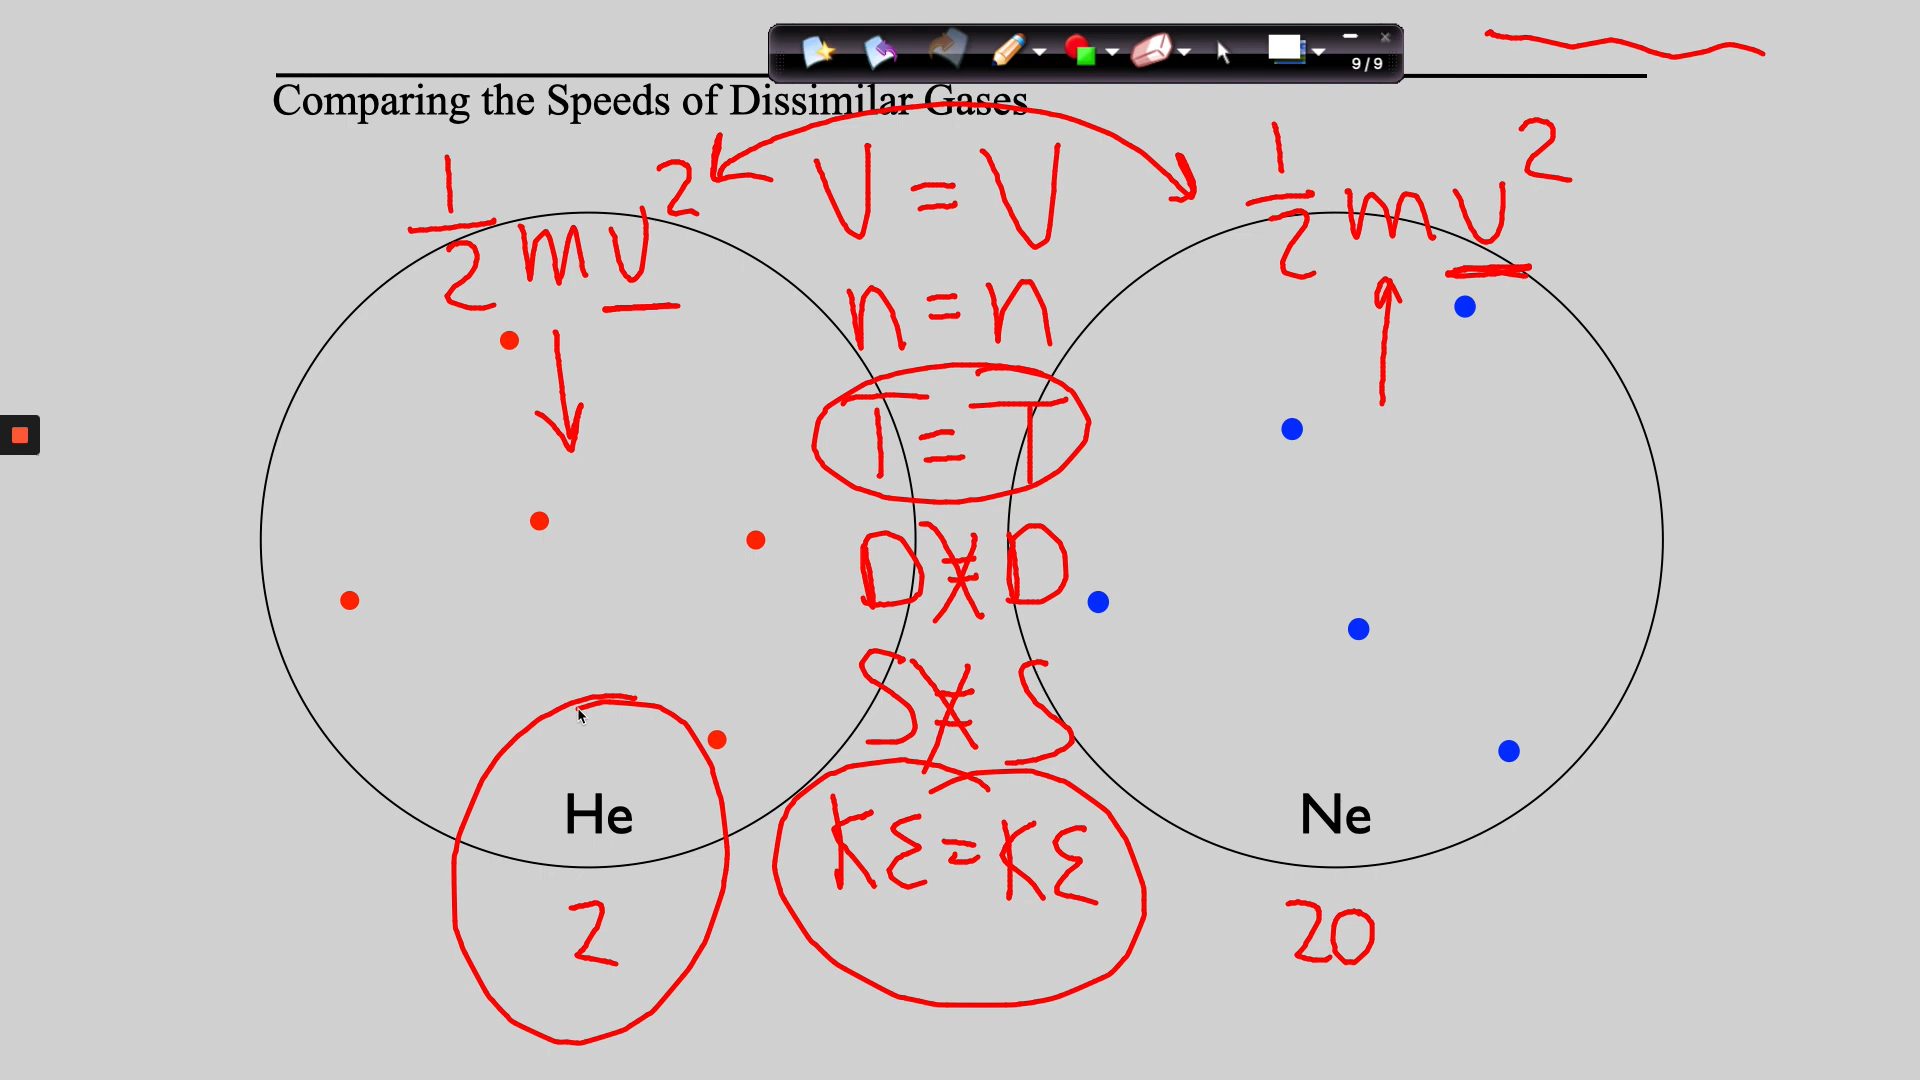 9/9
Comparing the Speeds of Dissimilar Gases
1/2 mv²
V = V
1/2 mv²
n = n
T = T
D ≠ D
S ≠ S
KE = KE
He
Ne
2
20